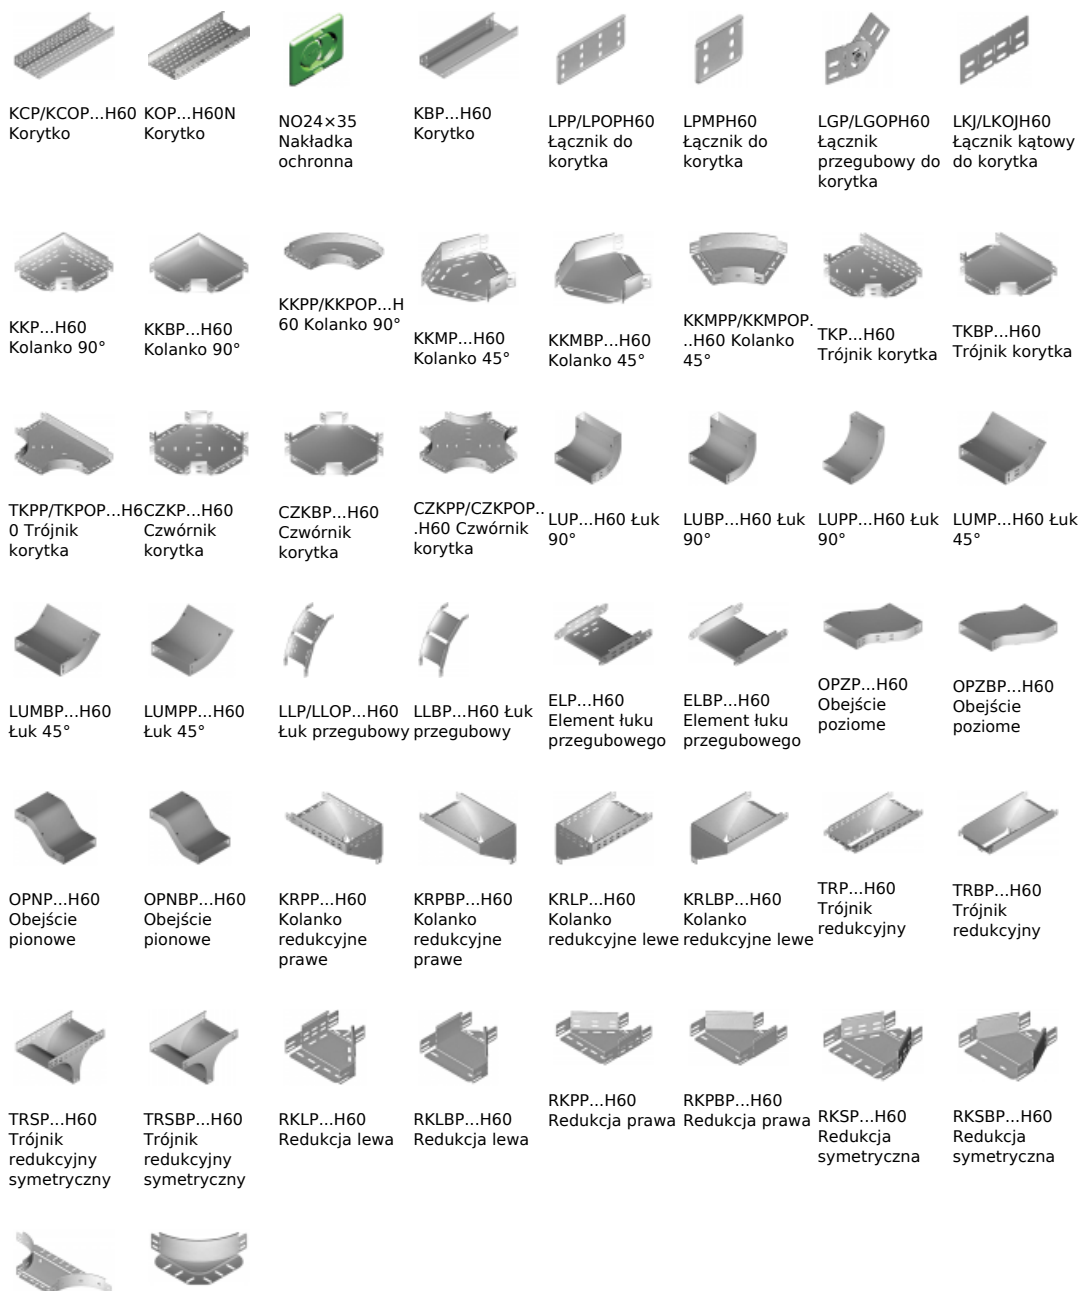 KCP/KCOP...H60
Korytko
KOP...H60N
Korytko
NO24×35
Nakładka
ochronna
KBP...H60
Korytko
LPP/LPOPH60
Łącznik do
korytka
LPMPH60
Łącznik do
korytka
LGP/LGOPH60
Łącznik
przegubowy do
korytka
LKJ/LKOJH60
Łącznik kątowy
do korytka
KKP...H60
Kolanko 90°
KKBP...H60
Kolanko 90°
KKPP/KKPOP...H
60 Kolanko 90°
KKMP...H60
Kolanko 45°
KKMBP...H60
Kolanko 45°
KKMPP/KKMPOP.
..H60 Kolanko
45°
TKP...H60
Trójnik korytka
TKBP...H60
Trójnik korytka
TKPP/TKPOP...H6
0 Trójnik
korytka
CZKP...H60
Czwórnik
korytka
CZKBP...H60
Czwórnik
korytka
CZKPP/CZKPOP..
.H60 Czwórnik
korytka
LUP...H60 Łuk
90°
LUBP...H60 Łuk
90°
LUPP...H60 Łuk
90°
LUMP...H60 Łuk
45°
LUMBP...H60
Łuk 45°
LUMPP...H60
Łuk 45°
LLP/LLOP...H60
Łuk przegubowy
LLBP...H60 Łuk
przegubowy
ELP...H60
Element łuku
przegubowego
ELBP...H60
Element łuku
przegubowego
OPZP...H60
Obejście
poziome
OPZBP...H60
Obejście
poziome
OPNP...H60
Obejście
pionowe
OPNBP...H60
Obejście
pionowe
KRPP...H60
Kolanko
redukcyjne
prawe
KRPBP...H60
Kolanko
redukcyjne
prawe
KRLP...H60
Kolanko
redukcyjne lewe
KRLBP...H60
Kolanko
redukcyjne lewe
TRP...H60
Trójnik
redukcyjny
TRBP...H60
Trójnik
redukcyjny
TRSP...H60
Trójnik
redukcyjny
symetryczny
TRSBP...H60
Trójnik
redukcyjny
symetryczny
RKLP...H60
Redukcja lewa
RKLBP...H60
Redukcja lewa
RKPP...H60
Redukcja prawa
RKPBP...H60
Redukcja prawa
RKSP...H60
Redukcja
symetryczna
RKSBP...H60
Redukcja
symetryczna